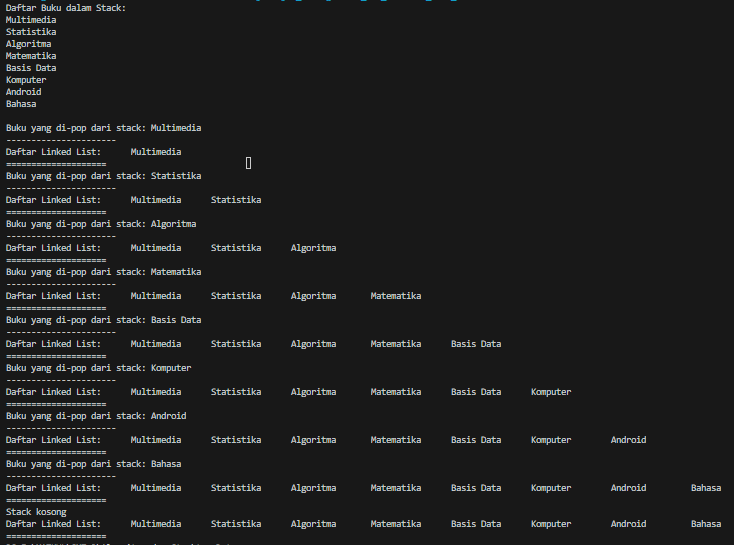 Daftar Buku dalam Stack:
Multimedia
Statistika
Algoritma
Matematika
Basis Data
Komputer
Android
Bahasa
Buku yang di-pop dari stack: Multimedia
----------------------
Daftar Linked List: Multimedia
====================
Buku yang di-pop dari stack: Statistika
----------------------
Daftar Linked List: Multimedia Statistika
====================
Buku yang di-pop dari stack: Algoritma
----------------------
Daftar Linked List: Multimedia Statistika Algoritma
====================
Buku yang di-pop dari stack: Matematika
----------------------
Daftar Linked List: Multimedia Statistika Algoritma Matematika
====================
Buku yang di-pop dari stack: Basis Data
----------------------
Daftar Linked List: Multimedia Statistika Algoritma Matematika Basis Data
====================
Buku yang di-pop dari stack: Komputer
----------------------
Daftar Linked List: Multimedia Statistika Algoritma Matematika Basis Data Komputer
====================
Buku yang di-pop dari stack: Android
----------------------
Daftar Linked List: Multimedia Statistika Algoritma Matematika Basis Data Komputer Android
====================
Buku yang di-pop dari stack: Bahasa
----------------------
Daftar Linked List: Multimedia Statistika Algoritma Matematika Basis Data Komputer Android Bahasa
====================
Stack kosong
Daftar Linked List: Multimedia Statistika Algoritma Matematika Basis Data Komputer Android Bahasa
====================